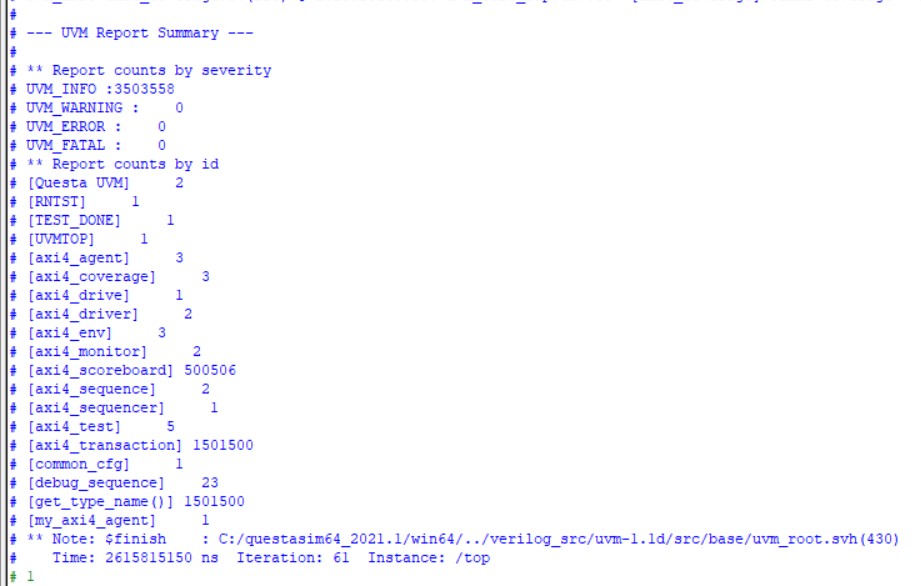 #
# --- UVM Report Summary ---
#
# ** Report counts by severity
# UVM_INFO :3503558
# UVM_WARNING :    0
# UVM_ERROR :    0
# UVM_FATAL :    0
# ** Report counts by id
# [Questa UVM]     2
# [RNTST]     1
# [TEST_DONE]     1
# [UVMTOP]     1
# [axi4_agent]     3
# [axi4_coverage]     3
# [axi4_drive]     1
# [axi4_driver]     2
# [axi4_env]     3
# [axi4_monitor]     2
# [axi4_scoreboard] 500506
# [axi4_sequence]     2
# [axi4_sequencer]     1
# [axi4_test]     5
# [axi4_transaction] 1501500
# [common_cfg]     1
# [debug_sequence]    23
# [get_type_name()] 1501500
# [my_axi4_agent]     1
# ** Note: $finish    : C:/questasim64_2021.1/win64/../verilog_src/uvm-1.1d/src/base/uvm_root.svh(430)
#    Time: 2615815150 ns  Iteration: 61  Instance: /top
# 1